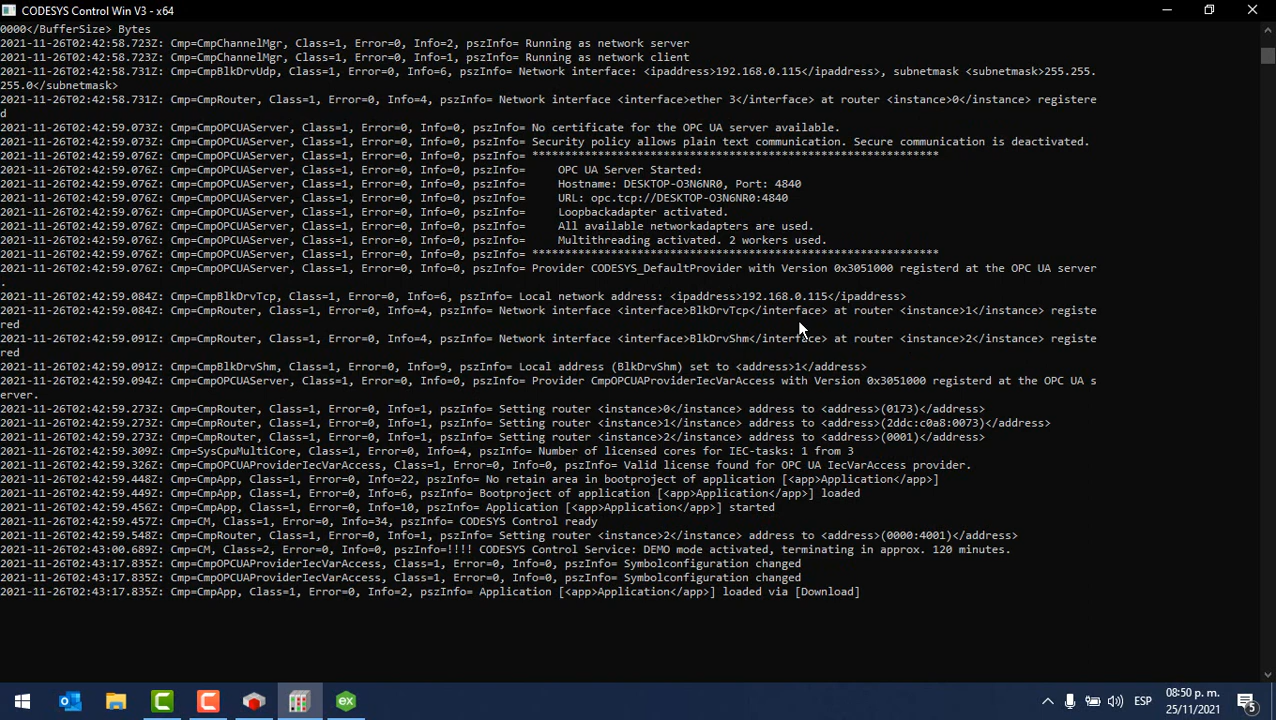 CODESYS Control Win V3 - x64
0000</BufferSize> Bytes
2021-11-26T02:42:58.723Z: Cmp=CmpChannelMgr, Class=1, Error=0, Info=2, pszInfo= Running as network server
2021-11-26T02:42:58.723Z: Cmp=CmpChannelMgr, Class=1, Error=0, Info=1, pszInfo= Running as network client
2021-11-26T02:42:58.731Z: Cmp=CmpBlkDrvUdp, Class=1, Error=0, Info=6, pszInfo= Network interface: <ipaddress>192.168.0.115</ipaddress>, subnetmask <subnetmask>255.255.
255.0</subnetmask>
2021-11-26T02:42:58.731Z: Cmp=CmpRouter, Class=1, Error=0, Info=4, pszInfo= Network interface <interface>ether 3</interface> at router <instance>0</instance> registere
d
2021-11-26T02:42:59.073Z: Cmp=CmpOPCUAServer, Class=1, Error=0, Info=0, pszInfo= No certificate for the OPC UA server available.
2021-11-26T02:42:59.073Z: Cmp=CmpOPCUAServer, Class=1, Error=0, Info=0, pszInfo= Security policy allows plain text communication. Secure communication is deactivated.
2021-11-26T02:42:59.076Z: Cmp=CmpOPCUAServer, Class=1, Error=0, Info=0, pszInfo= **************************************************************
2021-11-26T02:42:59.076Z: Cmp=CmpOPCUAServer, Class=1, Error=0, Info=0, pszInfo=     OPC UA Server Started:
2021-11-26T02:42:59.076Z: Cmp=CmpOPCUAServer, Class=1, Error=0, Info=0, pszInfo=     Hostname: DESKTOP-O3N6NR0, Port: 4840
2021-11-26T02:42:59.076Z: Cmp=CmpOPCUAServer, Class=1, Error=0, Info=0, pszInfo=     URL: opc.tcp://DESKTOP-O3N6NR0:4840
2021-11-26T02:42:59.076Z: Cmp=CmpOPCUAServer, Class=1, Error=0, Info=0, pszInfo=     Loopbackadapter activated.
2021-11-26T02:42:59.076Z: Cmp=CmpOPCUAServer, Class=1, Error=0, Info=0, pszInfo=     All available networkadapters are used.
2021-11-26T02:42:59.076Z: Cmp=CmpOPCUAServer, Class=1, Error=0, Info=0, pszInfo=     Multithreading activated. 2 workers used.
2021-11-26T02:42:59.076Z: Cmp=CmpOPCUAServer, Class=1, Error=0, Info=0, pszInfo= **************************************************************
2021-11-26T02:42:59.076Z: Cmp=CmpOPCUAServer, Class=1, Error=0, Info=0, pszInfo= Provider CODESYS_DefaultProvider with Version 0x3051000 registerd at the OPC UA server
.
2021-11-26T02:42:59.084Z: Cmp=CmpBlkDrvTcp, Class=1, Error=0, Info=6, pszInfo= Local network address: <ipaddress>192.168.0.115</ipaddress>
2021-11-26T02:42:59.084Z: Cmp=CmpRouter, Class=1, Error=0, Info=4, pszInfo= Network interface <interface>BlkDrvTcp</interface> at router <instance>1</instance> registe
red
2021-11-26T02:42:59.091Z: Cmp=CmpRouter, Class=1, Error=0, Info=4, pszInfo= Network interface <interface>BlkDrvShm</interface> at router <instance>2</instance> registe
red
2021-11-26T02:42:59.091Z: Cmp=CmpBlkDrvShm, Class=1, Error=0, Info=9, pszInfo= Local address (BlkDrvShm) set to <address>1</address>
2021-11-26T02:42:59.094Z: Cmp=CmpOPCUAServer, Class=1, Error=0, Info=0, pszInfo= Provider CmpOPCUAProviderIecVarAccess with Version 0x3051000 registerd at the OPC UA s
erver.
2021-11-26T02:42:59.273Z: Cmp=CmpRouter, Class=1, Error=0, Info=1, pszInfo= Setting router <instance>0</instance> address to <address>(0173)</address>
2021-11-26T02:42:59.273Z: Cmp=CmpRouter, Class=1, Error=0, Info=1, pszInfo= Setting router <instance>1</instance> address to <address>(2ddc:c0a8:0073)</address>
2021-11-26T02:42:59.273Z: Cmp=CmpRouter, Class=1, Error=0, Info=1, pszInfo= Setting router <instance>2</instance> address to <address>(0001)</address>
2021-11-26T02:42:59.309Z: Cmp=SysCpuMultiCore, Class=1, Error=0, Info=4, pszInfo= Number of licensed cores for IEC-tasks: 1 from 3
2021-11-26T02:42:59.326Z: Cmp=CmpOPCUAProviderIecVarAccess, Class=1, Error=0, Info=0, pszInfo= Valid license found for OPC UA IecVarAccess provider.
2021-11-26T02:42:59.448Z: Cmp=CmpApp, Class=1, Error=0, Info=22, pszInfo= No retain area in bootproject of application [<app>Application</app>]
2021-11-26T02:42:59.449Z: Cmp=CmpApp, Class=1, Error=0, Info=6, pszInfo= Bootproject of application [<app>Application</app>] loaded
2021-11-26T02:42:59.456Z: Cmp=CmpApp, Class=1, Error=0, Info=10, pszInfo= Application [<app>Application</app>] started
2021-11-26T02:42:59.457Z: Cmp=CM, Class=1, Error=0, Info=34, pszInfo= CODESYS Control ready
2021-11-26T02:42:59.548Z: Cmp=CmpRouter, Class=1, Error=0, Info=1, pszInfo= Setting router <instance>2</instance> address to <address>(0000:4001)</address>
2021-11-26T02:43:00.689Z: Cmp=CM, Class=2, Error=0, Info=0, pszInfo=!!!! CODESYS Control Service: DEMO mode activated, terminating in approx. 120 minutes.
2021-11-26T02:43:17.835Z: Cmp=CmpOPCUAProviderIecVarAccess, Class=1, Error=0, Info=0, pszInfo= Symbolconfiguration changed
2021-11-26T02:43:17.835Z: Cmp=CmpOPCUAProviderIecVarAccess, Class=1, Error=0, Info=0, pszInfo= Symbolconfiguration changed
2021-11-26T02:43:17.835Z: Cmp=CmpApp, Class=1, Error=0, Info=2, pszInfo= Application [<app>Application</app>] loaded via [Download]
ex
ESP
08:50 p. m.
25/11/2021
5